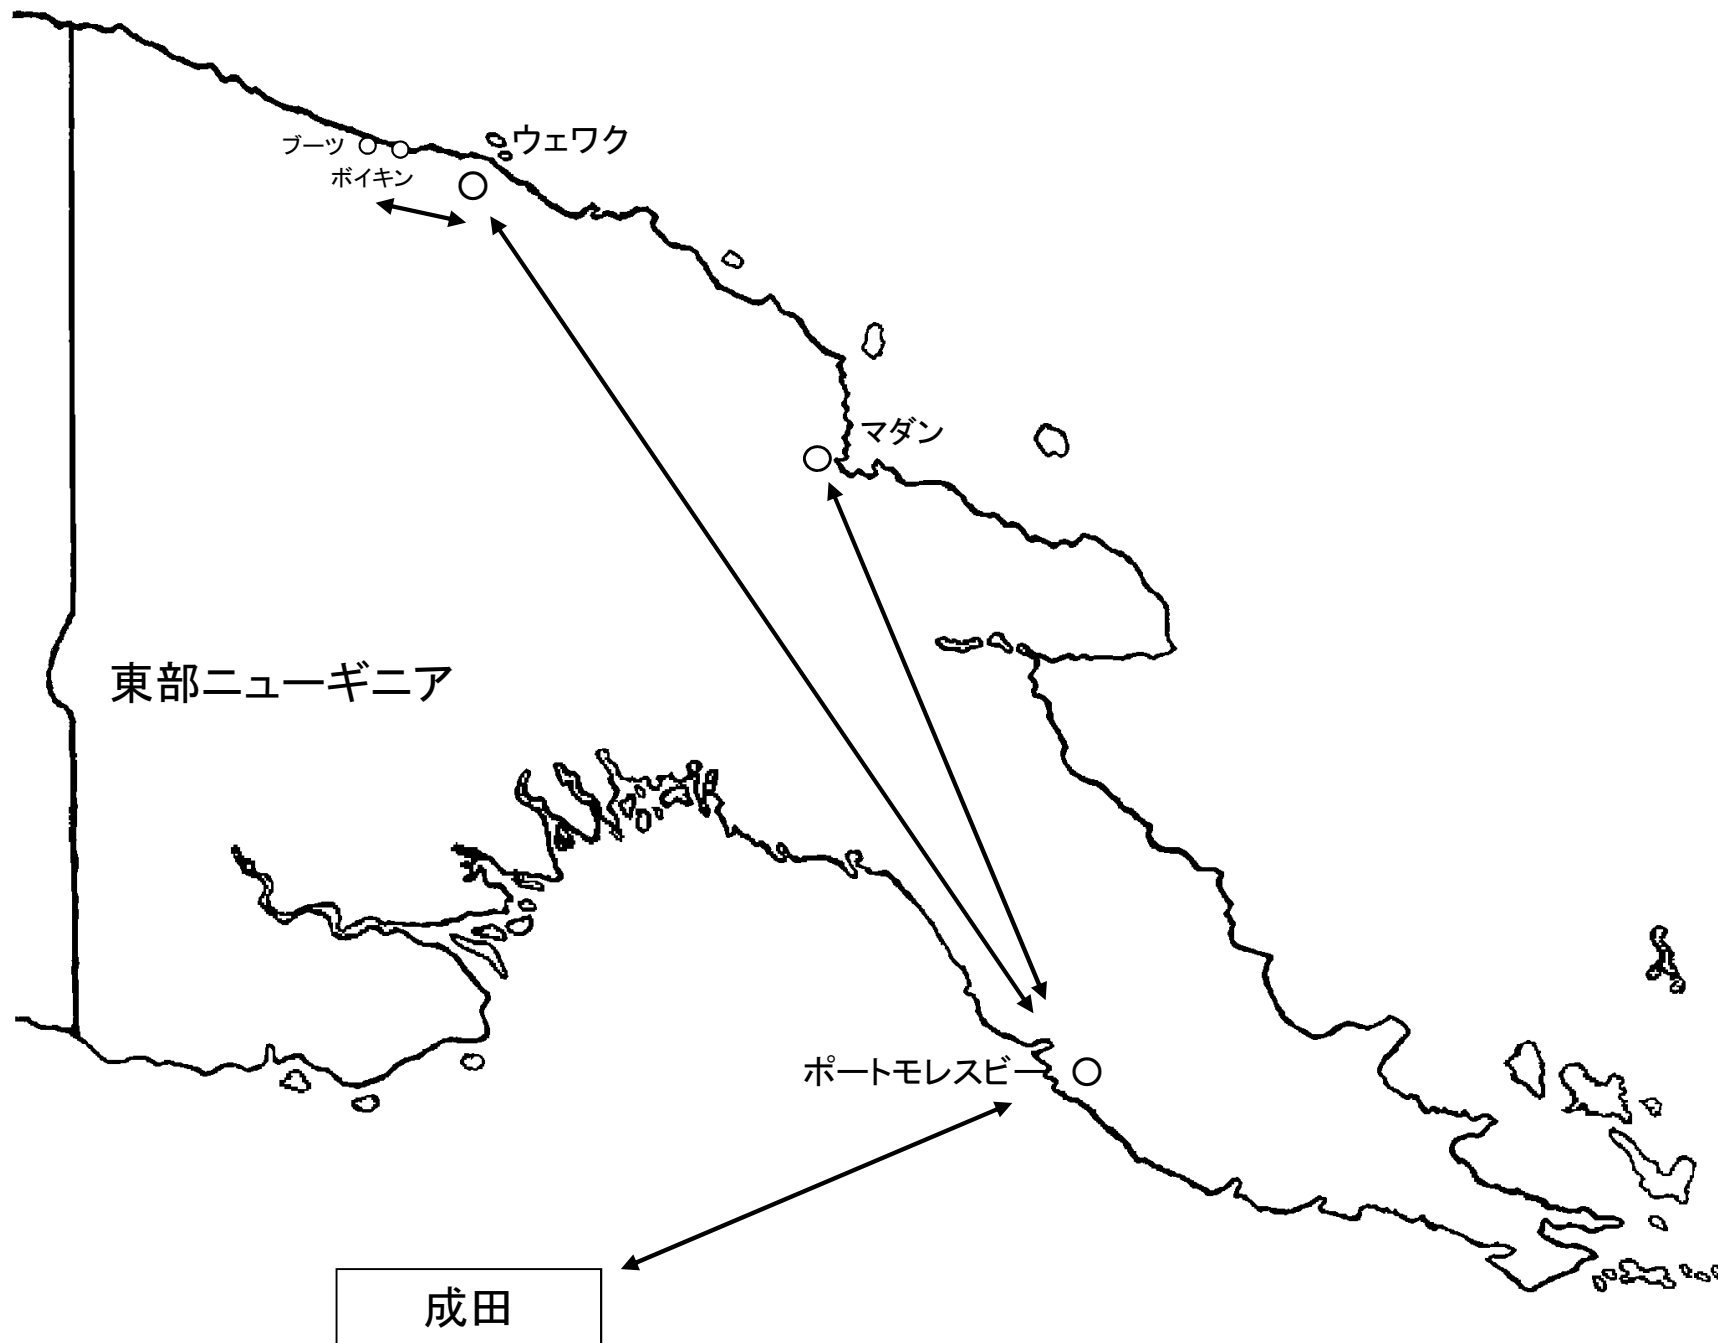 ウェワク
ブーツ
ボイキン
マダン
東部ニューギニア
ポートモレスビー
成田